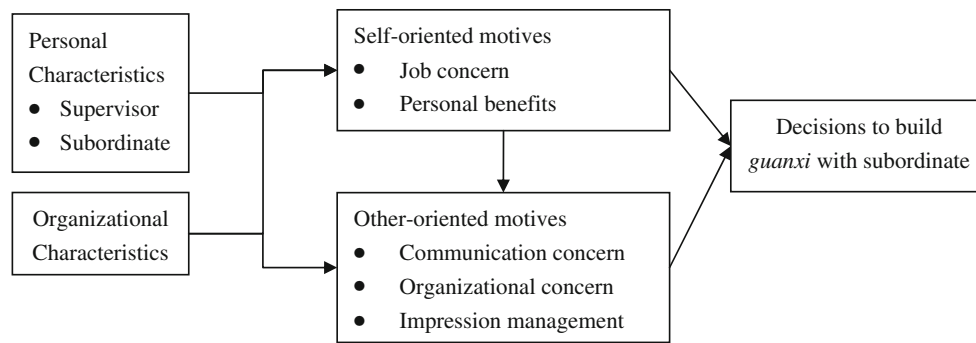 Personal
Characteristics
● Supervisor
● Subordinate
Organizational
Characteristics
Self-oriented motives
● Job concern
● Personal benefits
Other-oriented motives
● Communication concern
● Organizational concern
● Impression management
Decisions to build
guanxi with subordinate